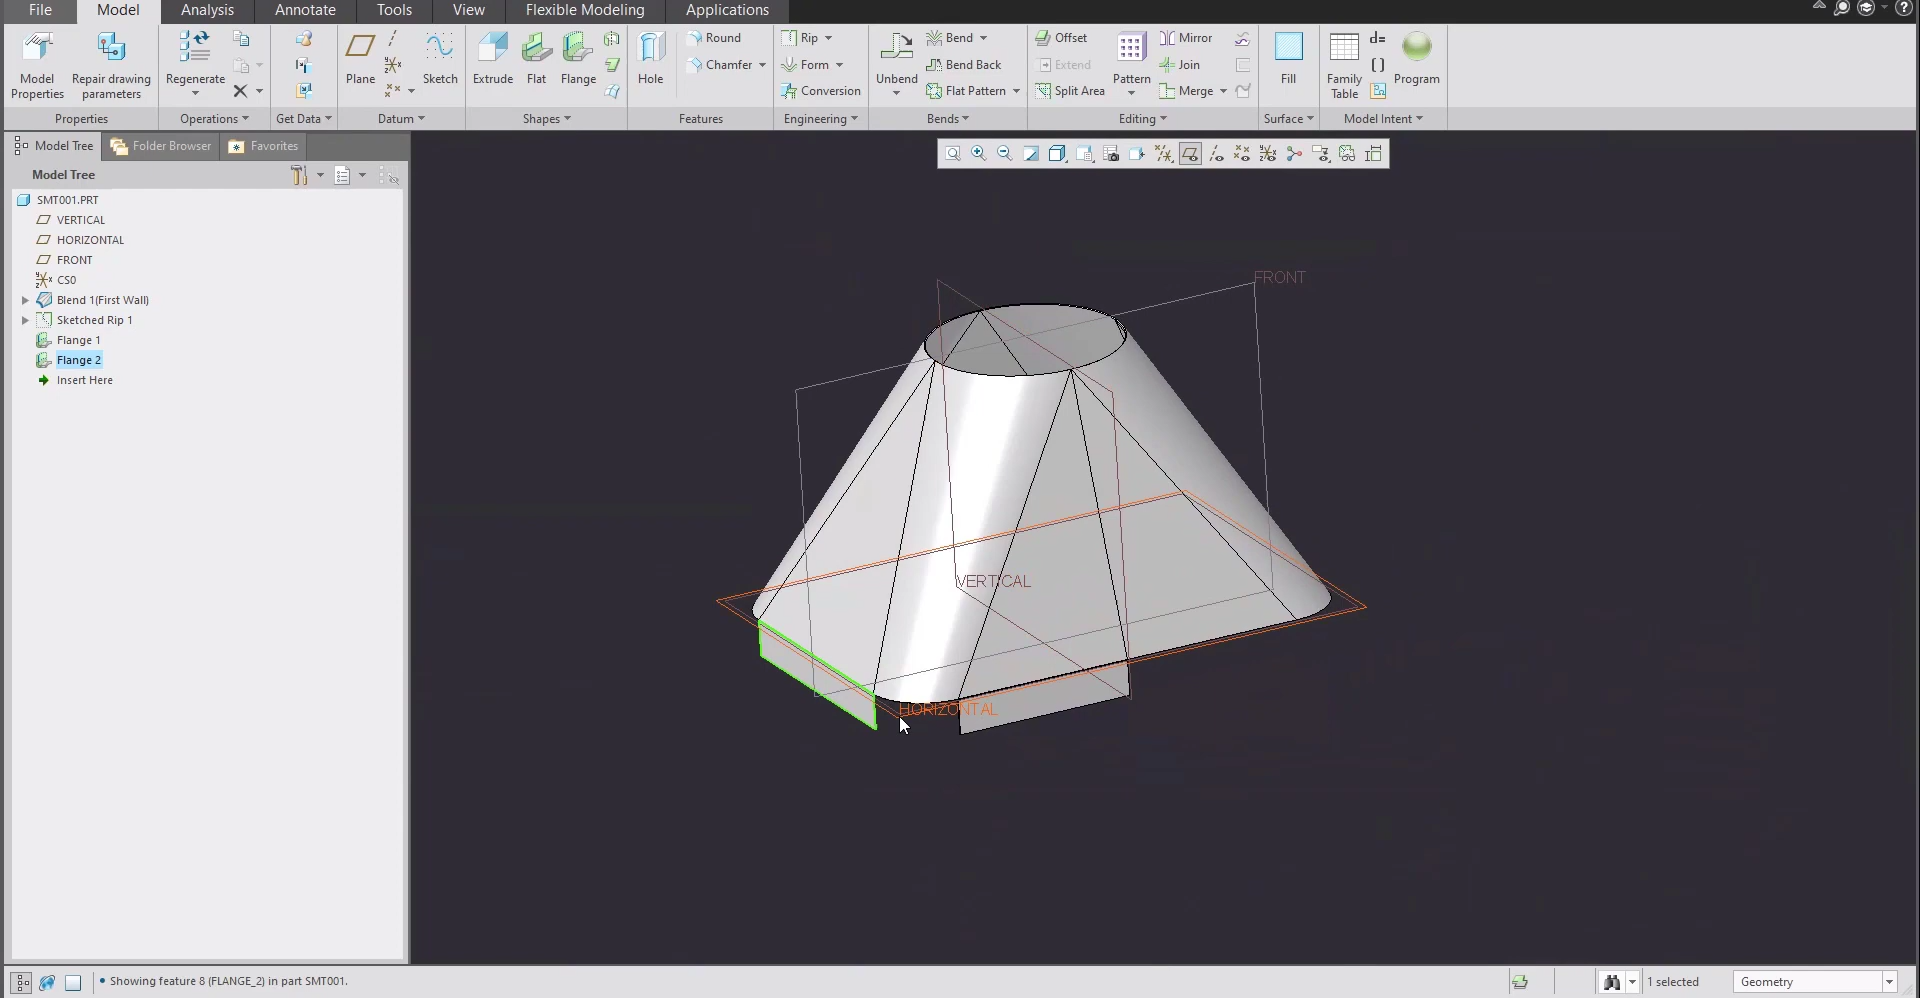 File Model Analysis Annotate Tools View Flexible Modeling Applications
Model Properties
Repair drawing parameters
Properties
Regenerate
Operations
Get Data
Plane
Sketch
Datum
Extrude
Flat
Flange
Shapes
Hole
Round
Chamfer
Features
Rip
Form
Conversion
Engineering
Unbend
Bend
Bend Back
Flat Pattern
Bends
Offset
Extend
Split Area
Pattern
Mirror
Join
Merge
Editing
Fill
Surface
Family Table
d=
Program
Model Intent
Model Tree Folder Browser Favorites
Model Tree
SMT001.PRT
VERTICAL
HORIZONTAL
FRONT
CS0
Blend 1(First Wall)
Sketched Rip 1
Flange 1
Flange 2
Insert Here
FRONT
VERTICAL
HORIZONTAL
Showing feature 8 (FLANGE_2) in part SMT001.
1 selected
Geometry